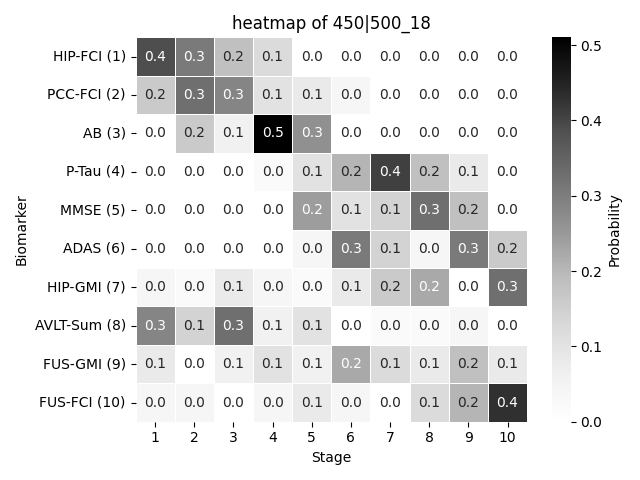 heatmap of 450|500_18
HIP-FCI (1) 0.4 0.3 0.2 0.1 0.0 0.0 0.0 0.0 0.0 0.0
PCC-FCI (2) 0.2 0.3 0.3 0.1 0.1 0.0 0.0 0.0 0.0 0.0
AB (3) 0.0 0.2 0.1 0.5 0.3 0.0 0.0 0.0 0.0 0.0
P-Tau (4) 0.0 0.0 0.0 0.0 0.1 0.2 0.4 0.2 0.1 0.0
MMSE (5) 0.0 0.0 0.0 0.0 0.2 0.1 0.1 0.3 0.2 0.0
ADAS (6) 0.0 0.0 0.0 0.0 0.0 0.3 0.1 0.0 0.3 0.2
HIP-GMI (7) 0.0 0.0 0.1 0.0 0.0 0.1 0.2 0.2 0.0 0.3
AVLT-Sum (8) 0.3 0.1 0.3 0.1 0.1 0.0 0.0 0.0 0.0 0.0
FUS-GMI (9) 0.1 0.0 0.1 0.1 0.1 0.2 0.1 0.1 0.2 0.1
FUS-FCI (10) 0.0 0.0 0.0 0.0 0.1 0.0 0.0 0.1 0.2 0.4
1 2 3 4 5 6 7 8 9 10
Stage
Biomarker
0.5
0.4
0.3
0.2
0.1
0.0
Probability